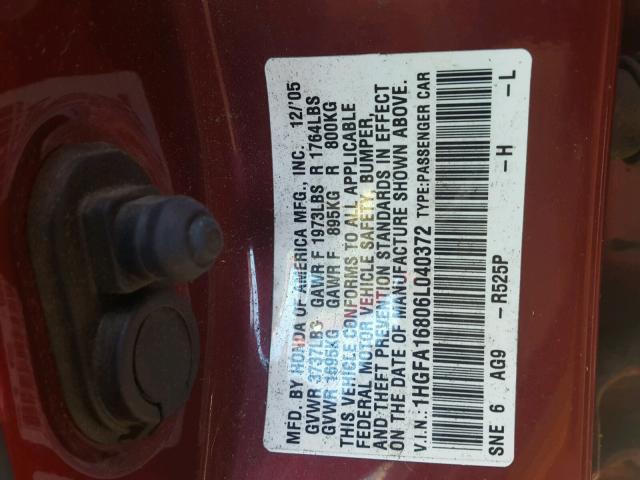 MFD. BY HONDA OF AMERICA MFG., INC. 12/'05
GVWR 3737LBS GAWR F 1973LBS R 1764LBS
GVWR 1695KG GAWR F 895KG R 800KG
THIS VEHICLE CONFORMS TO ALL APPLICABLE
FEDERAL MOTOR VEHICLE SAFETY, BUMPER,
AND THEFT PREVENTION STANDARDS IN EFFECT
ON THE DATE OF MANUFACTURE SHOWN ABOVE.
V.I.N.: 1HGFA16806L040372 TYPE:PASSENGER CAR
SNE 6 AG9 -R525P -H -L